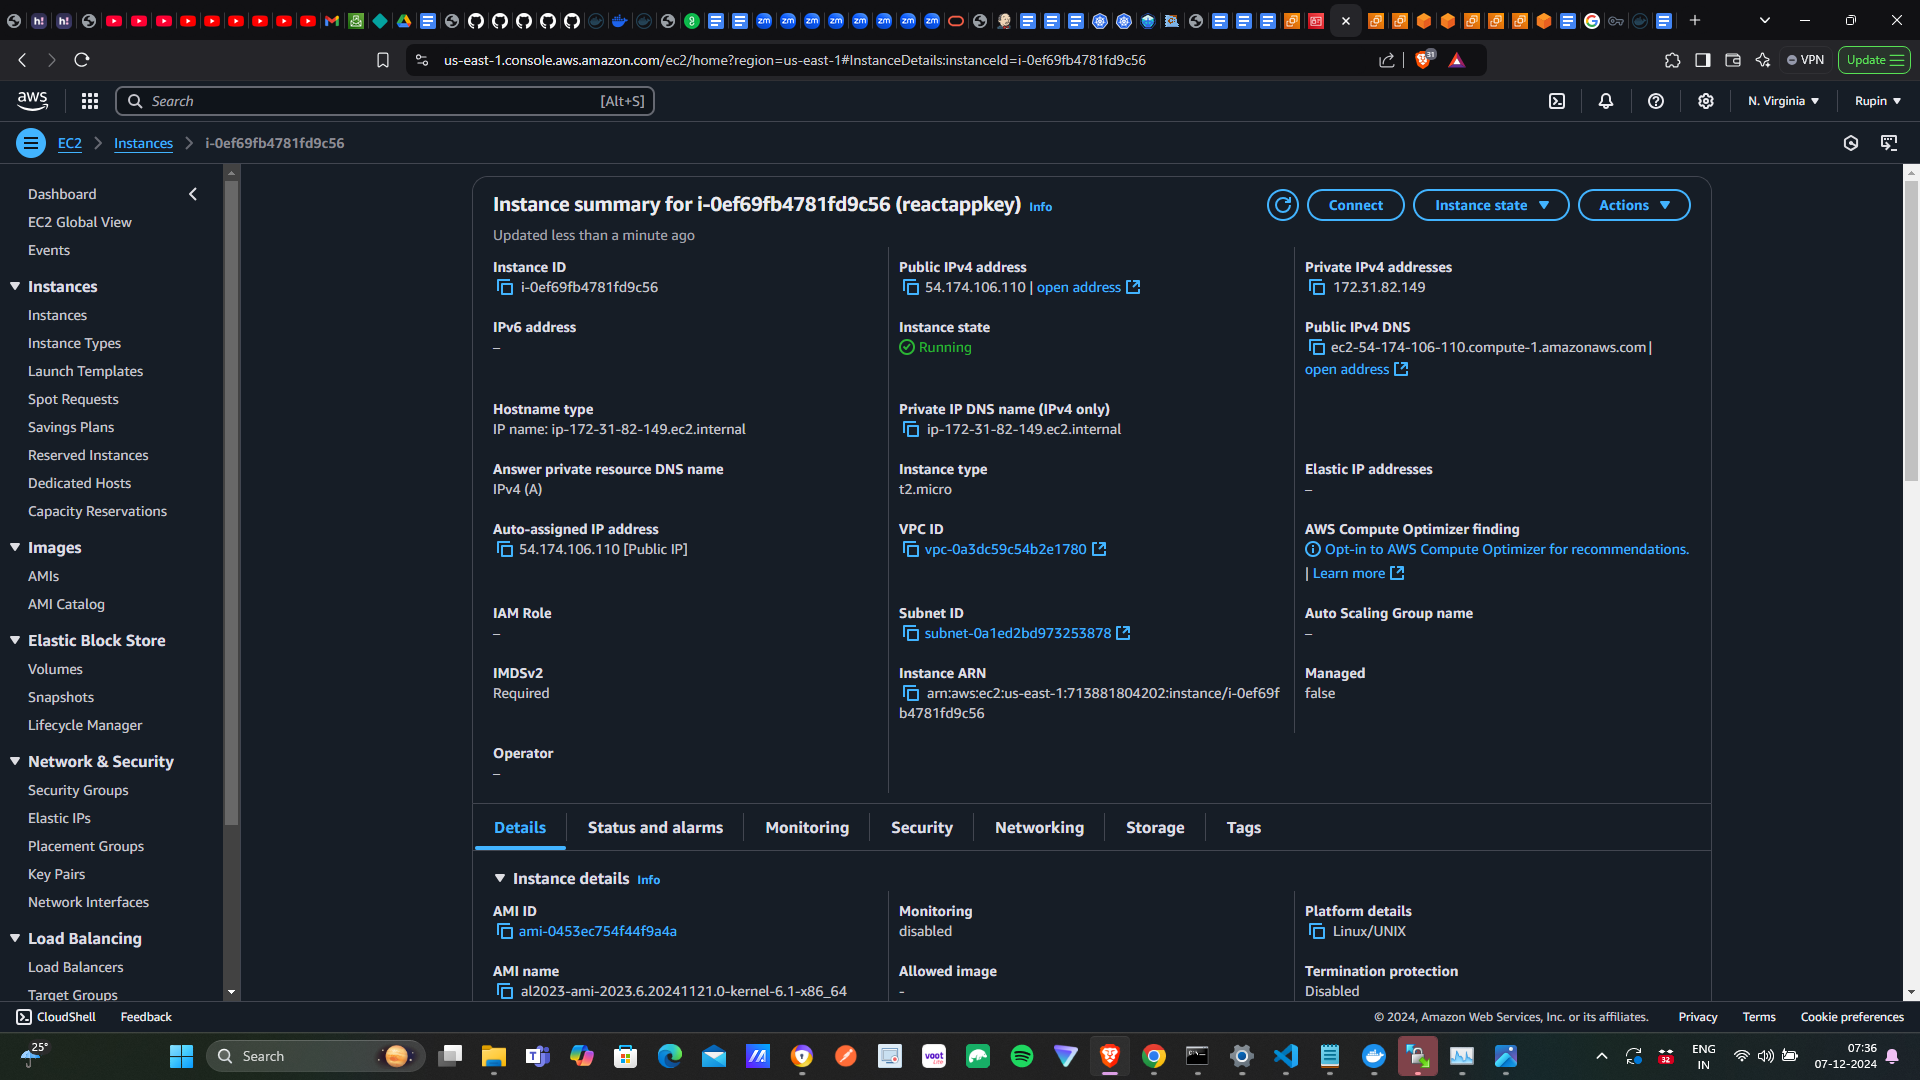 us-east-1.console.aws.amazon.com/ec2/home?region=us-east-1#InstanceDetails:instanceId=i-0ef69fb4781fd9c56
31
VPN
Update
aws
Search
[Alt+S]
N. Virginia
Rupin
EC2
Instances
i-0ef69fb4781fd9c56
Dashboard
EC2 Global View
Events
Instances
Instances
Instance Types
Launch Templates
Spot Requests
Savings Plans
Reserved Instances
Dedicated Hosts
Capacity Reservations
Images
AMIs
AMI Catalog
Elastic Block Store
Volumes
Snapshots
Lifecycle Manager
Network & Security
Security Groups
Elastic IPs
Placement Groups
Key Pairs
Network Interfaces
Load Balancing
Load Balancers
Target Groups
Instance summary for i-0ef69fb4781fd9c56 (reactappkey) Info
Connect
Instance state
Actions
Updated less than a minute ago
Instance ID
i-0ef69fb4781fd9c56
Public IPv4 address
54.174.106.110 | open address
Private IPv4 addresses
172.31.82.149
IPv6 address
–
Instance state
Running
Public IPv4 DNS
ec2-54-174-106-110.compute-1.amazonaws.com |
open address
Hostname type
IP name: ip-172-31-82-149.ec2.internal
Private IP DNS name (IPv4 only)
ip-172-31-82-149.ec2.internal
Answer private resource DNS name
IPv4 (A)
Instance type
t2.micro
Elastic IP addresses
–
Auto-assigned IP address
54.174.106.110 [Public IP]
VPC ID
vpc-0a3dc59c54b2e1780
AWS Compute Optimizer finding
Opt-in to AWS Compute Optimizer for recommendations.
| Learn more
IAM Role
–
Subnet ID
subnet-0a1ed2bd973253878
Auto Scaling Group name
–
IMDSv2
Required
Instance ARN
arn:aws:ec2:us-east-1:713881804202:instance/i-0ef69f
b4781fd9c56
Managed
false
Operator
–
Details
Status and alarms
Monitoring
Security
Networking
Storage
Tags
Instance details Info
AMI ID
ami-0453ec754f44f9a4a
Monitoring
disabled
Platform details
Linux/UNIX
AMI name
al2023-ami-2023.6.20241121.0-kernel-6.1-x86_64
Allowed image
-
Termination protection
Disabled
CloudShell
Feedback
© 2024, Amazon Web Services, Inc. or its affiliates.
Privacy
Terms
Cookie preferences
25°
Search
voot
32
ENG
IN
07:36
07-12-2024